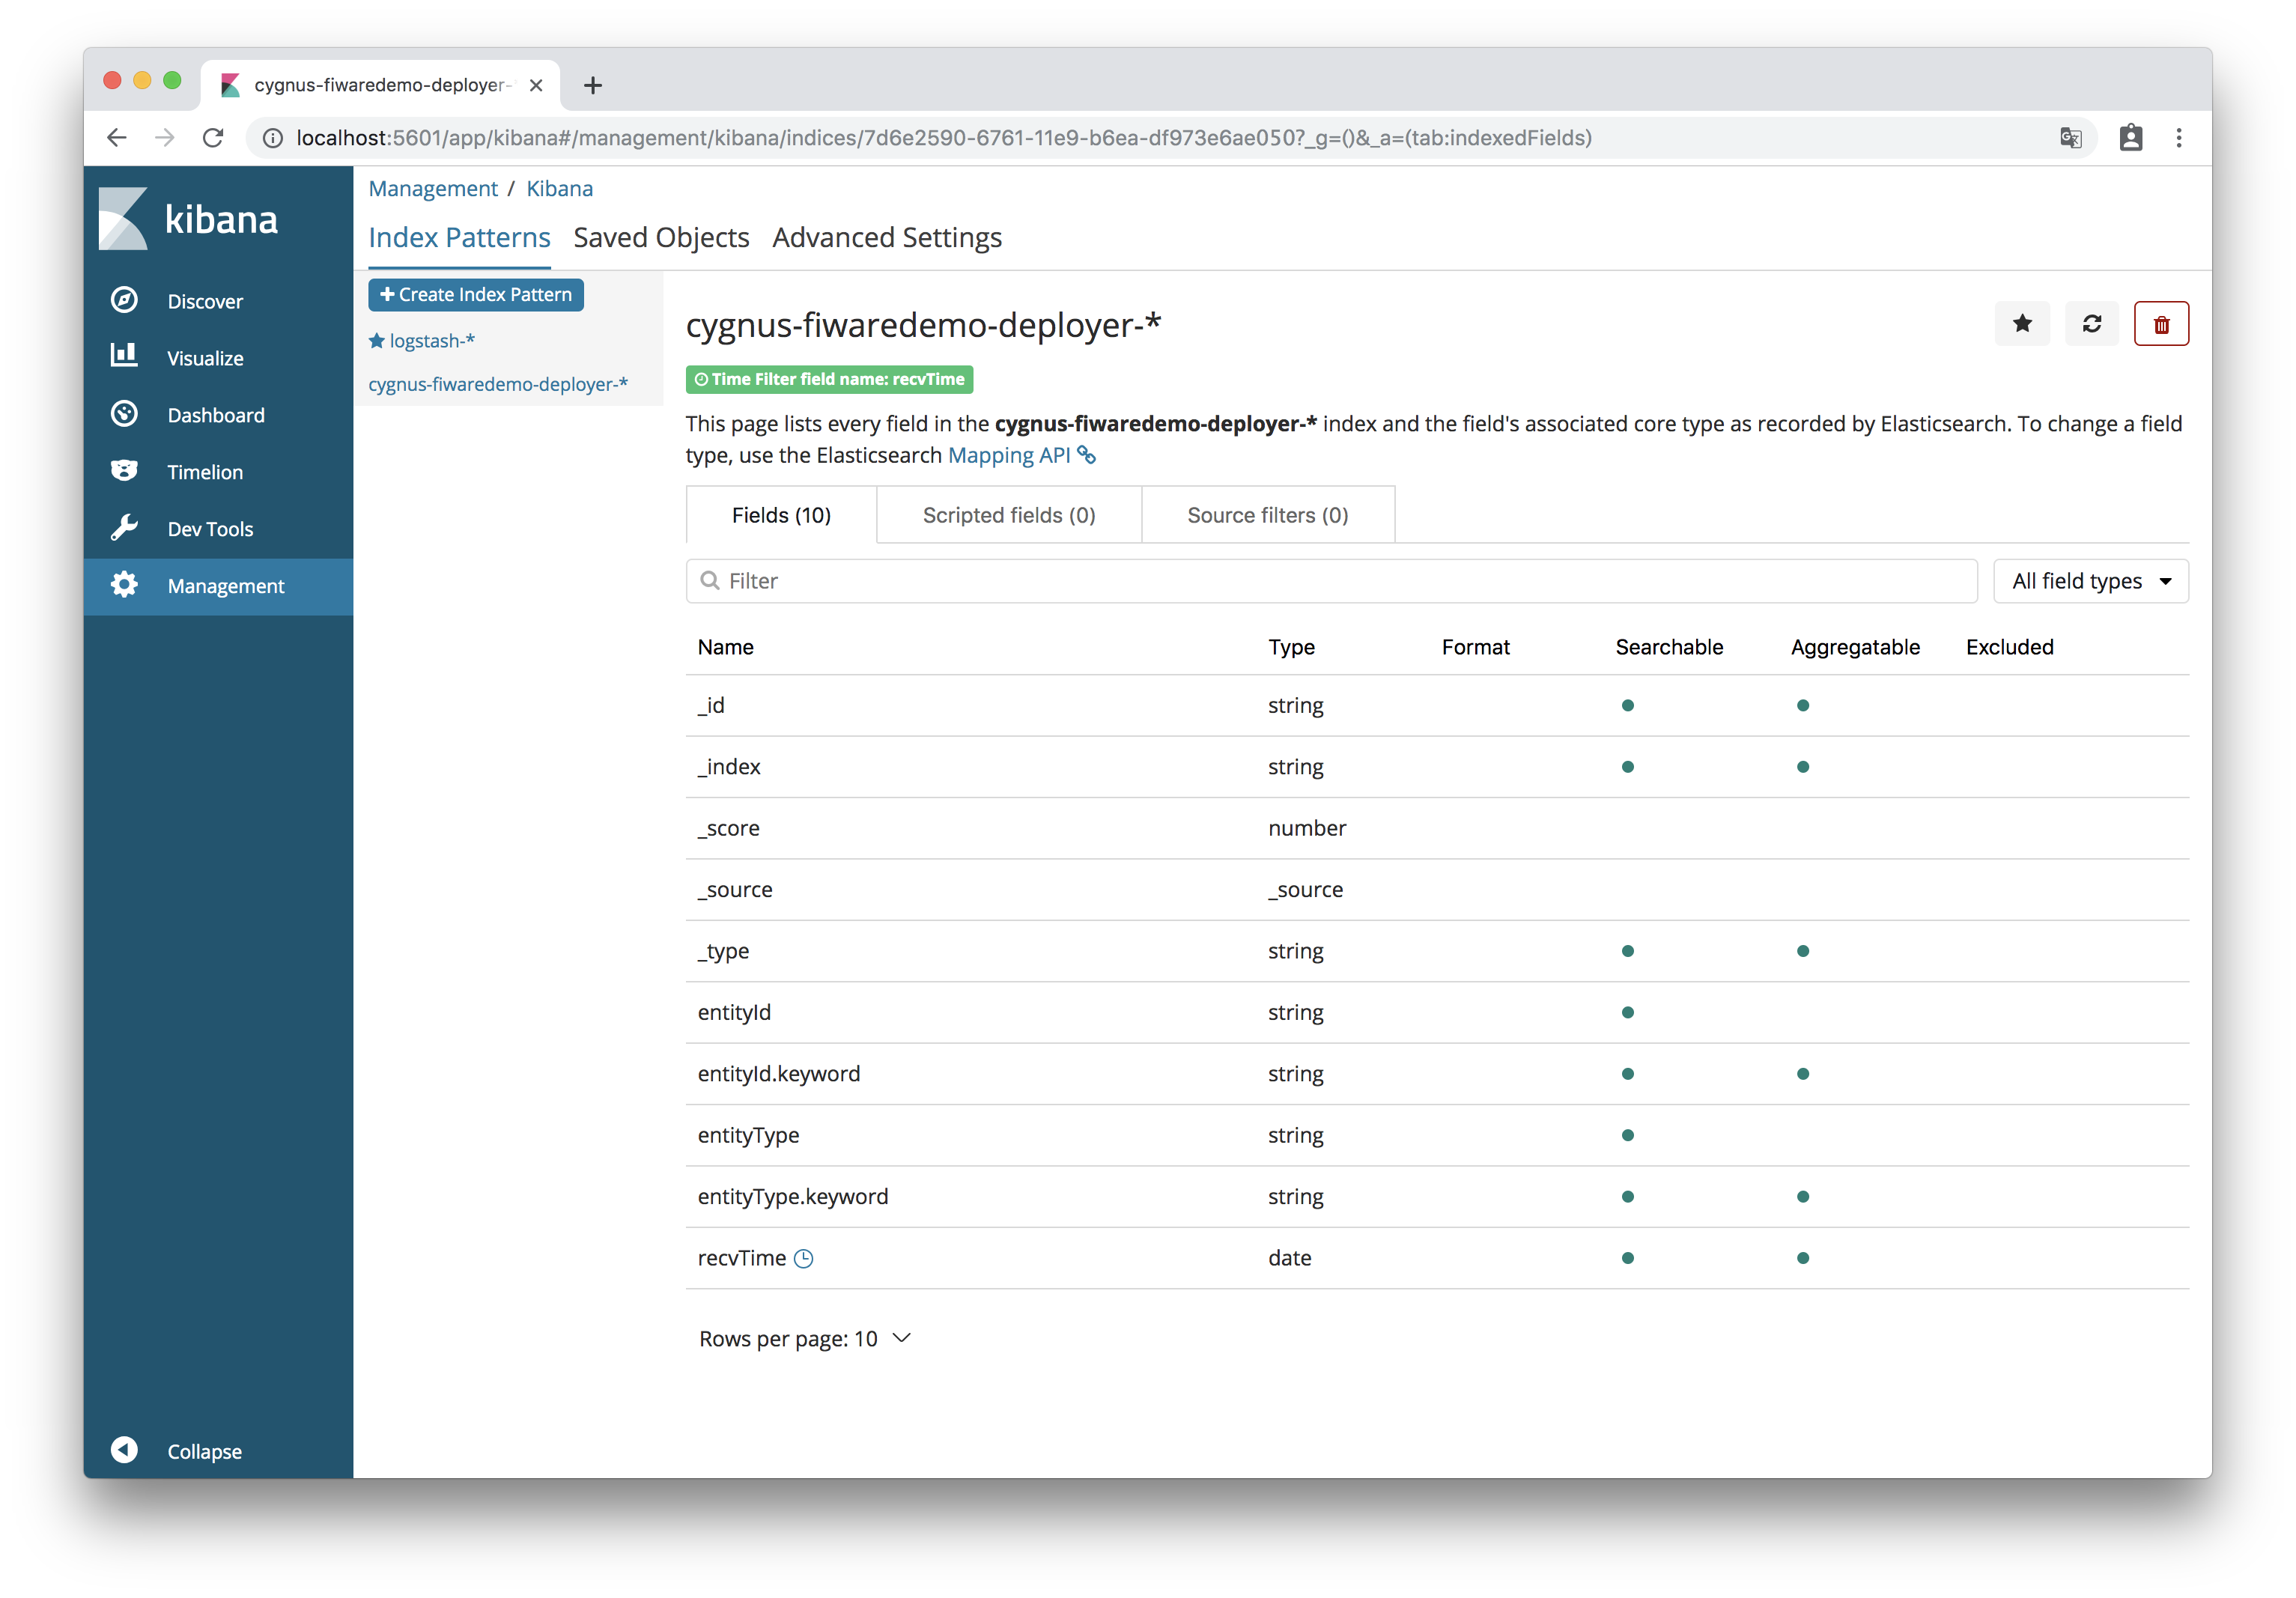 cygnus-fiwaredemo-deployer-
localhost:5601/app/kibana#/management/kibana/indices/7d6e2590-6761-11e9-b6ea-df973e6ae050?_g=()&_a=(tab:indexedFields)
kibana
Discover
Visualize
Dashboard
Timelion
Dev Tools
Management
Collapse
Management / Kibana
Index Patterns Saved Objects Advanced Settings
Create Index Pattern
logstash-*
cygnus-fiwaredemo-deployer-*
cygnus-fiwaredemo-deployer-*
Time Filter field name: recvTime
This page lists every field in the cygnus-fiwaredemo-deployer-* index and the field's associated core type as recorded by Elasticsearch. To change a field
type, use the Elasticsearch Mapping API
Fields (10) Scripted fields (0) Source filters (0)
Filter All field types
Name Type Format Searchable Aggregatable Excluded
_id string
_index string
_score number
_source _source
_type string
entityId string
entityId.keyword string
entityType string
entityType.keyword string
recvTime date
Rows per page: 10